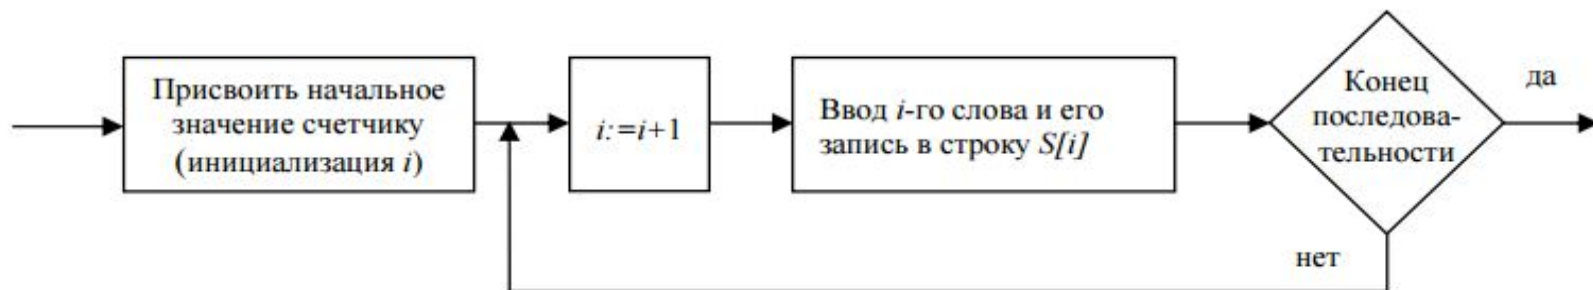 Присвоить начальное
значение счетчику
(инициализация i)
i:=i+1
Ввод i-го слова и его
запись в строку S[i]
Конец
последова-
тельности
да
нет